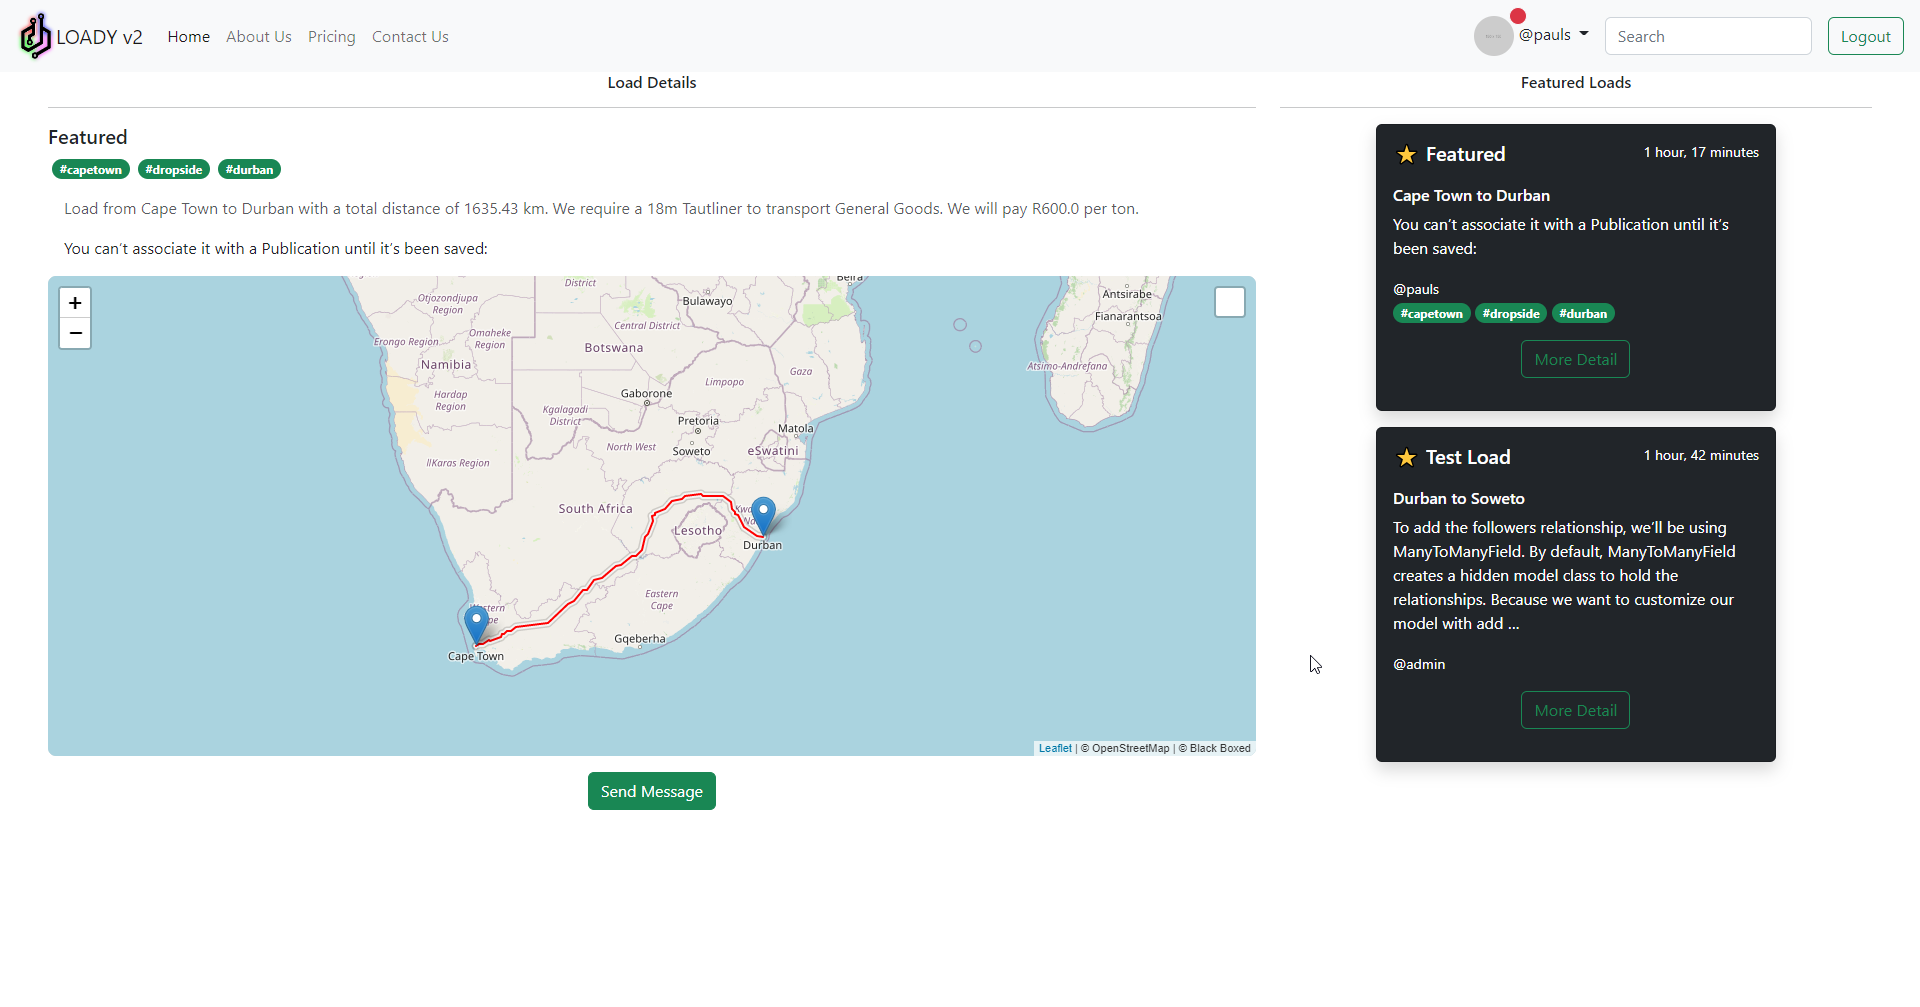 LOADY v2 Home About Us Pricing Contact Us @pauls Search Logout
Load Details
Featured
#capetown #dropside #durban
Load from Cape Town to Durban with a total distance of 1635.43 km. We require a 18m Tautliner to transport General Goods. We will pay R600.0 per ton.
You can't associate it with a Publication until it's been saved:
+
−
Beira
District
Otjozondjupa
Region
Bulawayo
Antsirabe
Fianarantsoa
Central District
Omaheke
Region
Erongo Region
Botswana
Namibia
Atsimo-Andrefana
Gaza
Limpopo
Hardap
Region
Gaborone
Kgalagadi
District
Pretoria
Matola
North West
Soweto
eSwatini
IlKaras Region
South Africa
Lesotho
Durban
Eastern
Cape
Gqeberha
Cape Town
Leaflet | © OpenStreetMap | © Black Boxed
Send Message
Featured Loads
Featured 1 hour, 17 minutes
Cape Town to Durban
You can't associate it with a Publication until it's
been saved:
@pauls
#capetown #dropside #durban
More Detail
Test Load 1 hour, 42 minutes
Durban to Soweto
To add the followers relationship, we'll be using
ManyToManyField. By default, ManyToManyField
creates a hidden model class to hold the
relationships. Because we want to customize our
model with add ...
@admin
More Detail